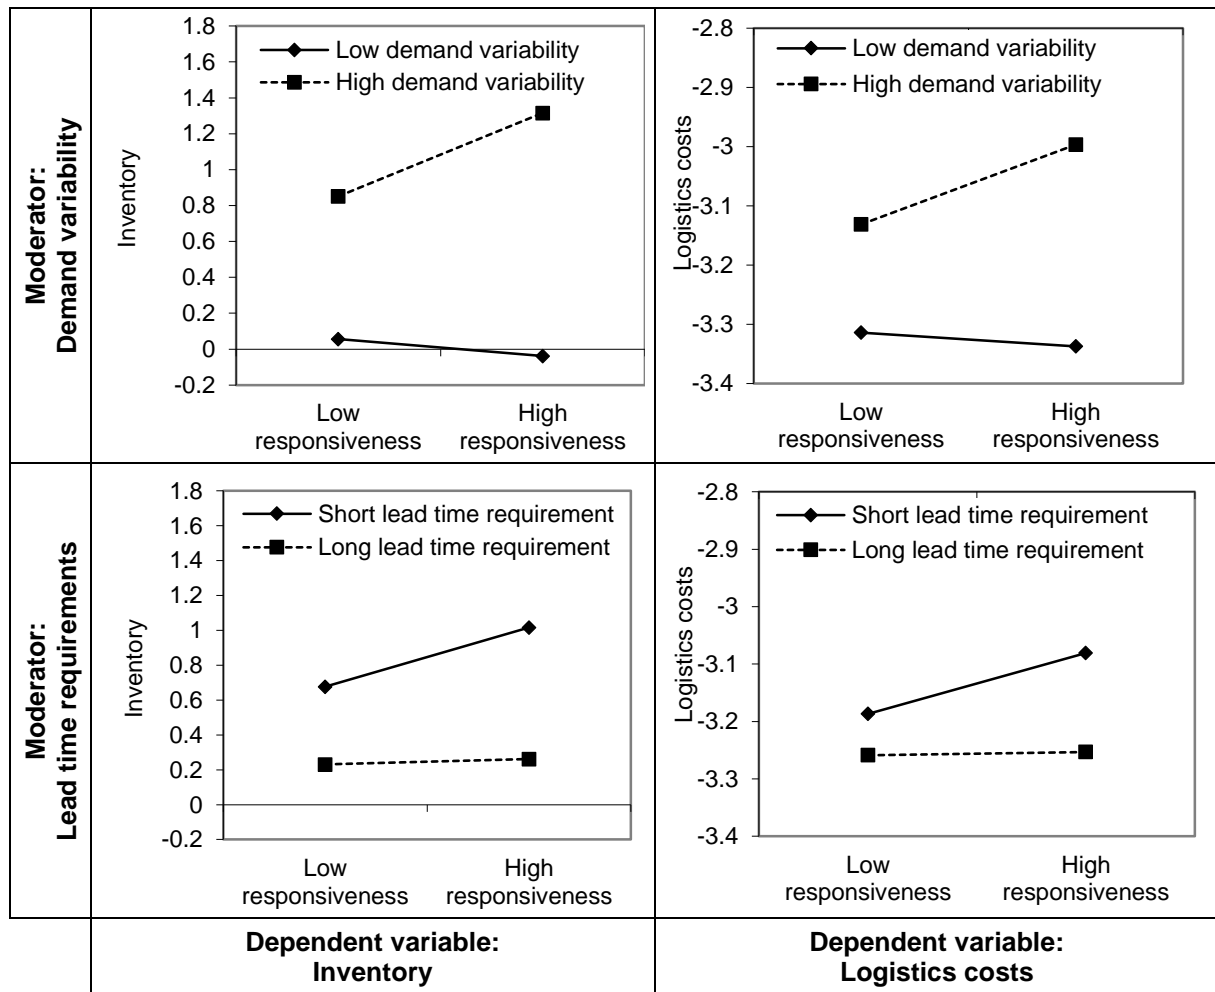 Moderator:
Demand variability
1.8
1.6
1.4
1.2
1
0.8
0.6
0.4
0.2
0
-0.2
Inventory
Low demand variability
High demand variability
Low
responsiveness
High
responsiveness
-2.8
-2.9
-3
-3.1
-3.2
-3.3
-3.4
Logistics costs
Low demand variability
High demand variability
Low
responsiveness
High
responsiveness
Moderator:
Lead time requirements
1.8
1.6
1.4
1.2
1
0.8
0.6
0.4
0.2
0
-0.2
Inventory
Short lead time requirement
Long lead time requirement
Low
responsiveness
High
responsiveness
-2.8
-2.9
-3
-3.1
-3.2
-3.3
-3.4
Logistics costs
Short lead time requirement
Long lead time requirement
Low
responsiveness
High
responsiveness
Dependent variable:
Inventory
Dependent variable:
Logistics costs